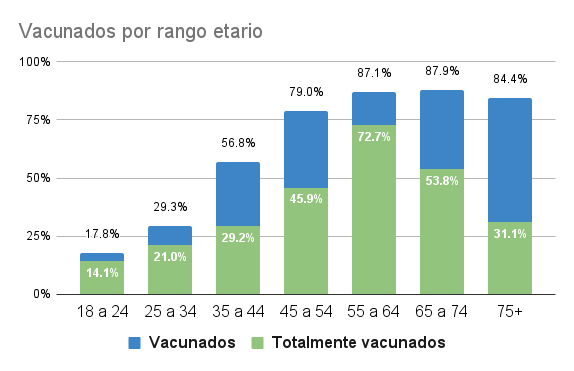 Vacunados por rango etario
100%
75%
50%
25%
0%
17.8%
29.3%
56.8%
79.0%
87.1%
87.9%
84.4%
14.1%
21.0%
29.2%
45.9%
72.7%
53.8%
31.1%
18 a 24
25 a 34
35 a 44
45 a 54
55 a 64
65 a 74
75+
Vacunados
Totalmente vacunados